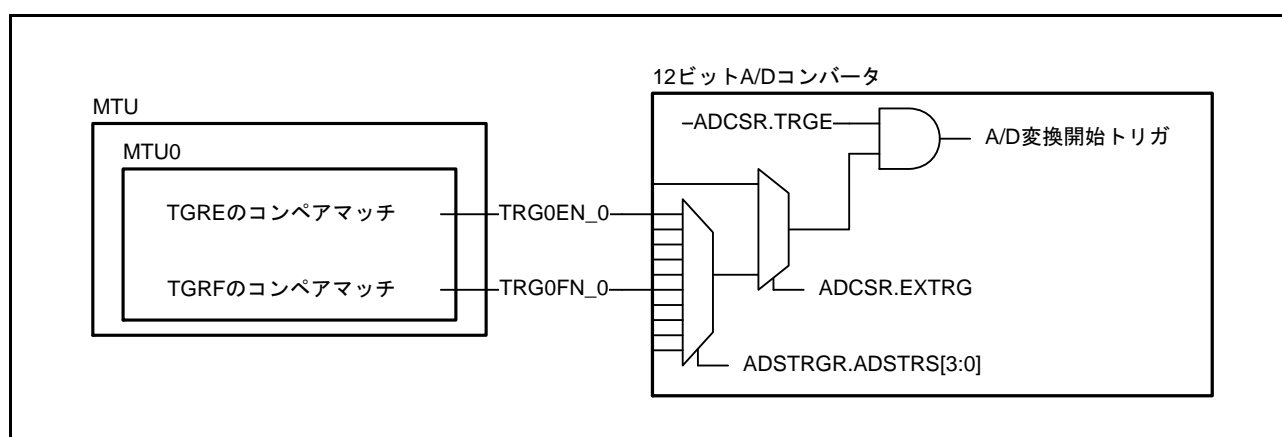 12ビットA/Dコンバータ
MTU
–ADCSR.TRGE
A/D変換開始トリガ
MTU0
TGREのコンペアマッチ
TRG0EN_0
TGRFのコンペアマッチ
TRG0FN_0
ADCSR.EXTRG
ADSTRGR.ADSTRS[3:0]